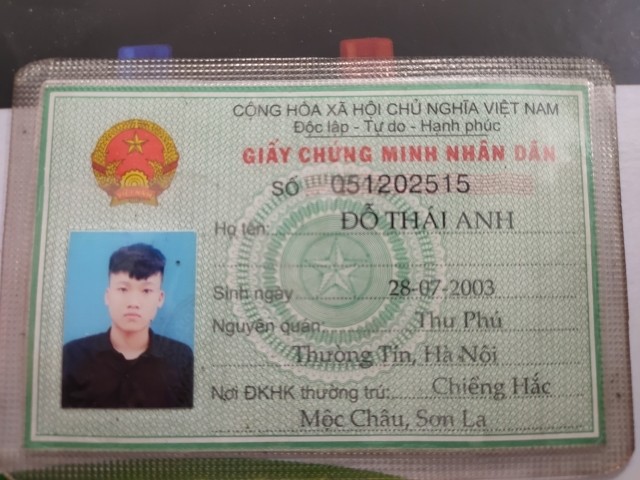 CỘNG HÒA XÃ HỘI CHỦ NGHĨA VIỆT NAM
Độc lập - Tự do - Hạnh phúc
GIẤY CHỨNG MINH NHÂN DÂN
SỐ 051202515
Họ tên: ĐỖ THÁI ANH
Sinh ngày 28-07-2003
Nguyên quán: Thư Phú
Thường Tín, Hà Nội
Nơi ĐKHK thường trú: Chiềng Hắc
Mộc Châu, Sơn La